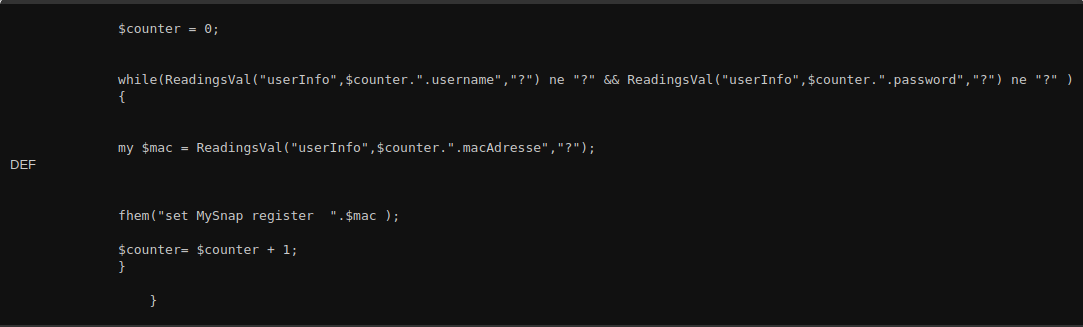 $counter = 0;
while(ReadingsVal("userInfo",$counter.".username","?") ne "?" && ReadingsVal("userInfo",$counter.".password","?") ne "?" )
{
my $mac = ReadingsVal("userInfo",$counter.".macAdresse","?");
DEF
fhem("set MySnap register  ".$mac );
$counter= $counter + 1;
}
}